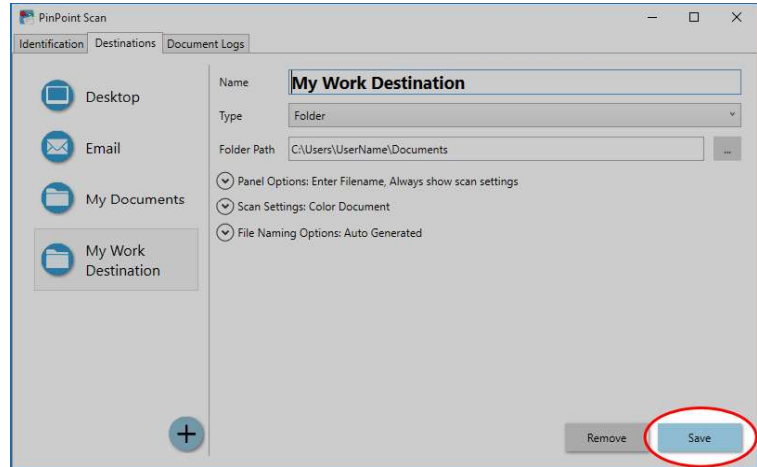 PinPoint Scan
Identification Destinations Document Logs
Desktop
Email
My Documents
My Work
Destination
Name My Work Destination
Type Folder
Folder Path C:\Users\UserName\Documents ...
Panel Options: Enter Filename, Always show scan settings
Scan Settings: Color Document
File Naming Options: Auto Generated
Remove Save